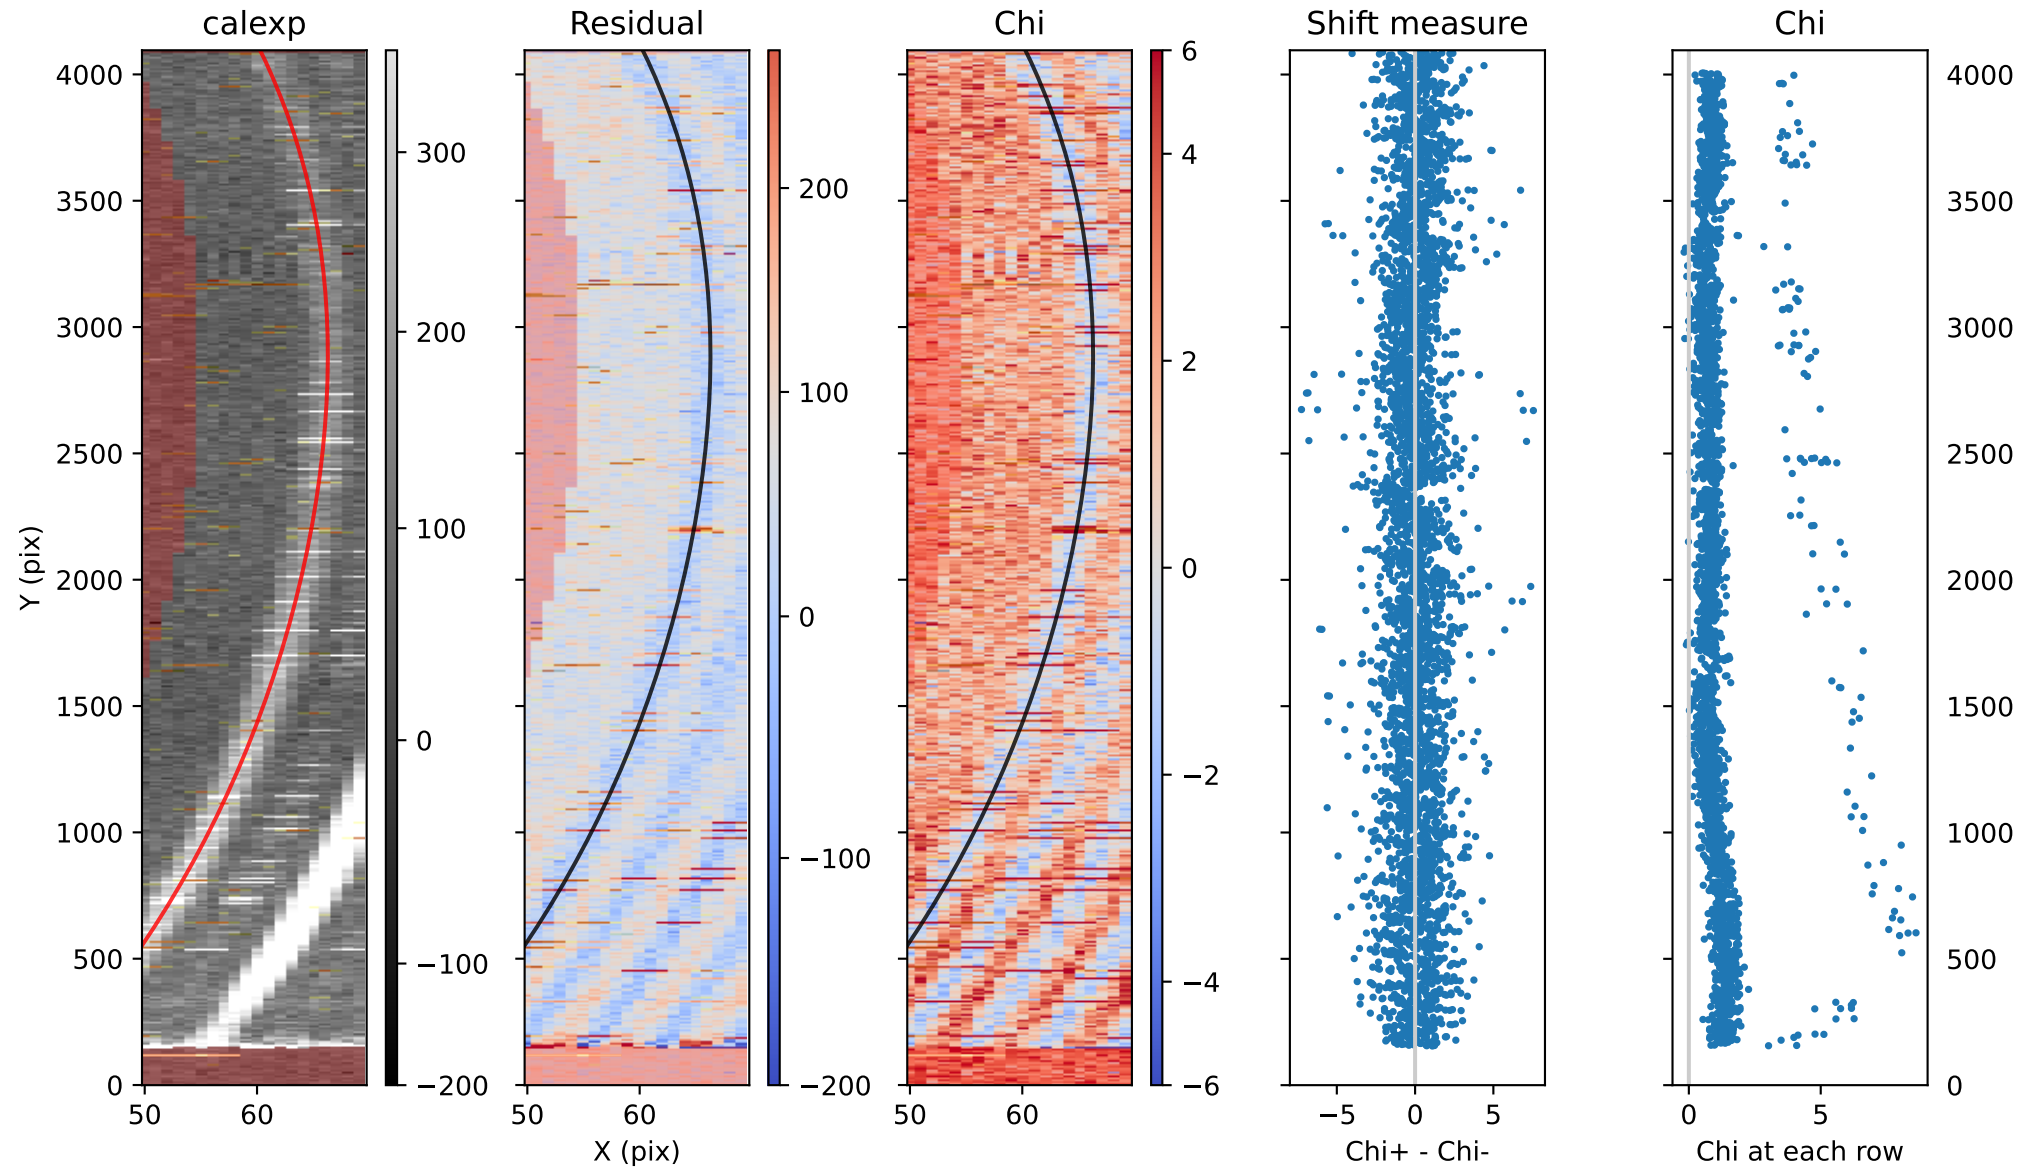 calexp Residual Chi Shift measure Chi
4000 300 200 6 4000
3500 4 3500
3000 200 100 2 3000
2500 100 0 0 2500
2000 2000
1500 0 −2 1500
1000 −100 1000
500 −100 −4 500
0 −200 −200 −6 0
50 60 50 60 50 60 −5 0 5 0 5
Y (pix)
X (pix) Chi+ - Chi- Chi at each row